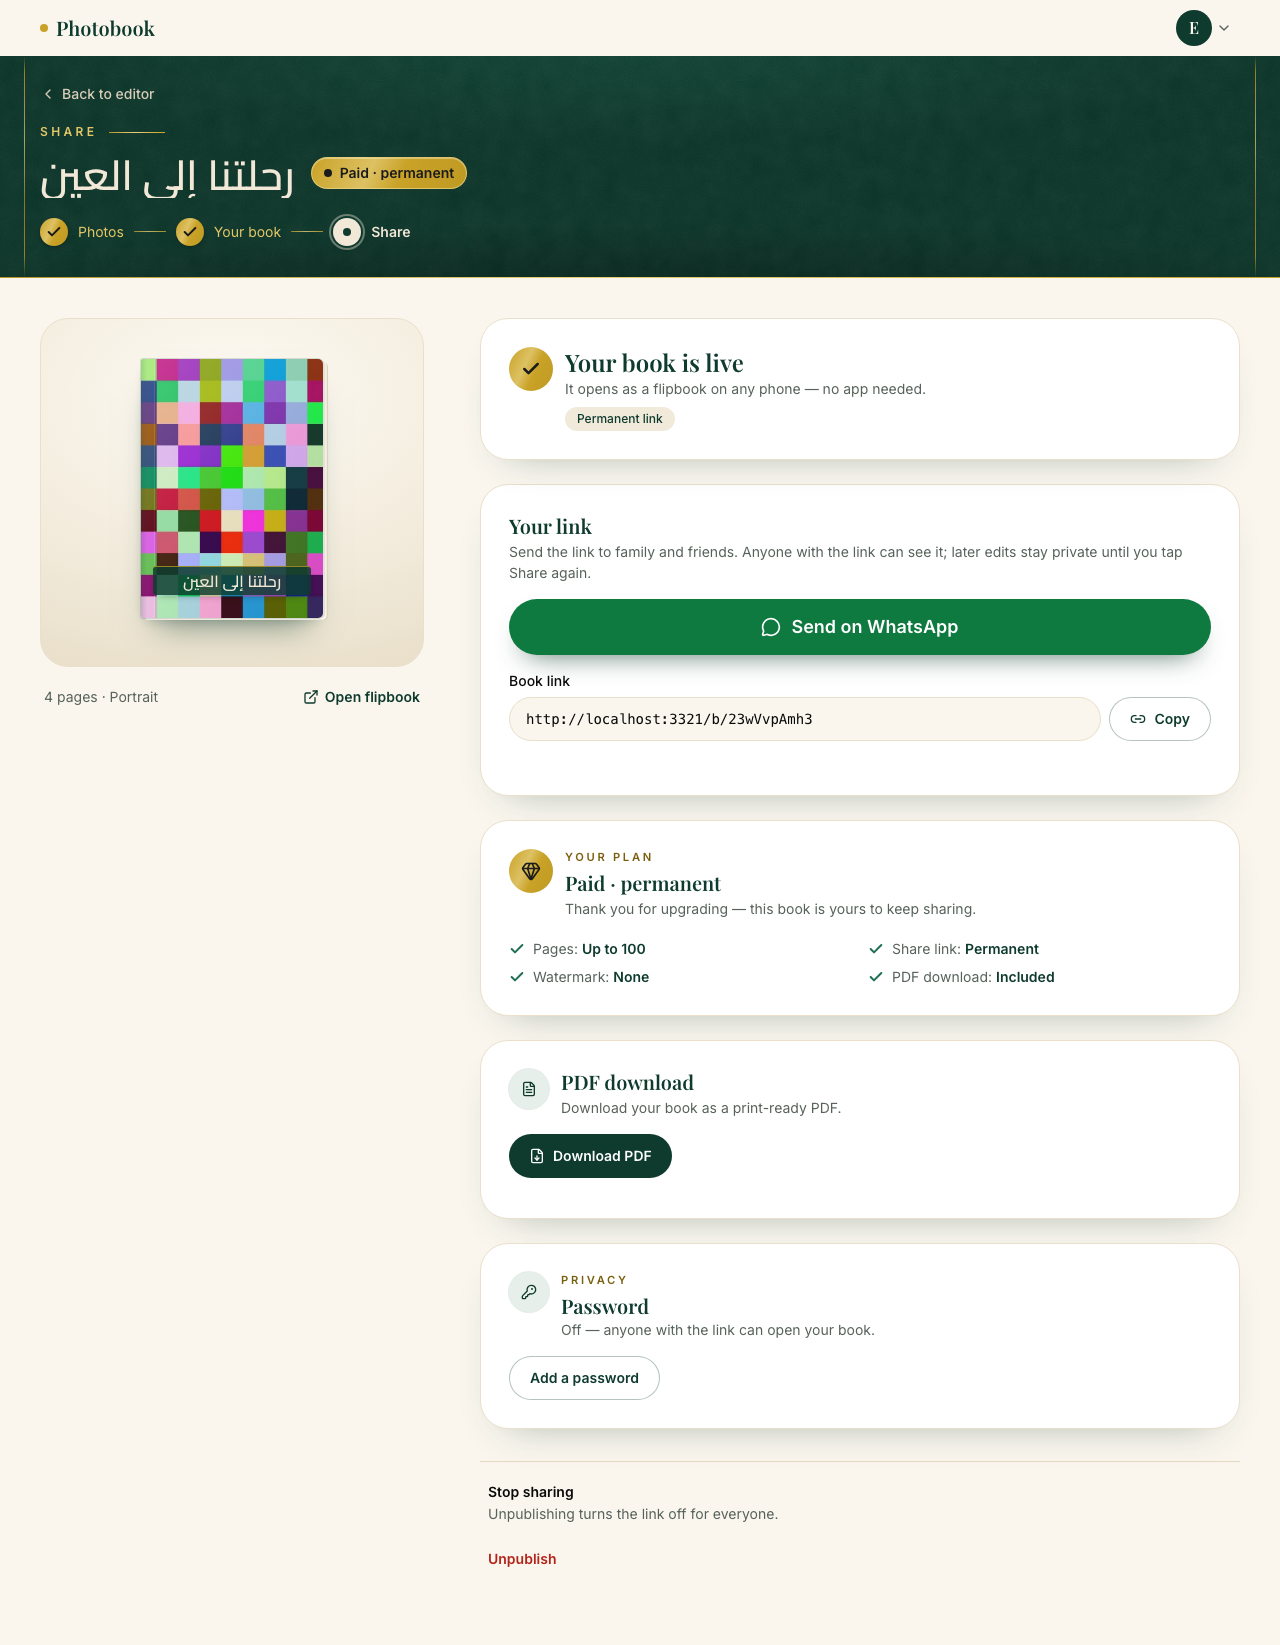 Photobook
E
Back to editor
SHARE
رحلتنا إلى العين
Paid · permanent
Photos
Your book
Share
رحلتنا إلى العين
4 pages · Portrait
Open flipbook
Your book is live
It opens as a flipbook on any phone — no app needed.
Permanent link
Your link
Send the link to family and friends. Anyone with the link can see it; later edits stay private until you tap
Share again.
Send on WhatsApp
Book link
http://localhost:3321/b/23wVvpAmh3
Copy
YOUR PLAN
Paid · permanent
Thank you for upgrading — this book is yours to keep sharing.
Pages: Up to 100
Share link: Permanent
Watermark: None
PDF download: Included
PDF download
Download your book as a print-ready PDF.
Download PDF
PRIVACY
Password
Off — anyone with the link can open your book.
Add a password
Stop sharing
Unpublishing turns the link off for everyone.
Unpublish